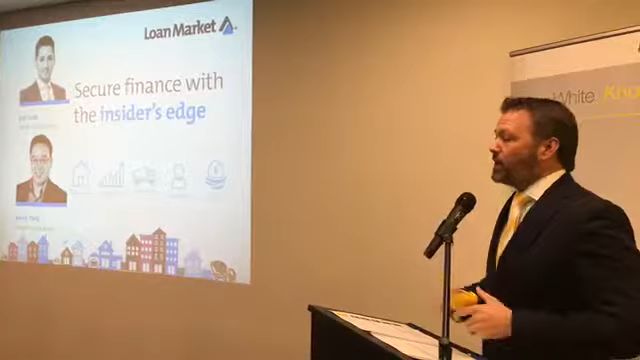 Loan Market
Secure finance with
the insider's edge
White